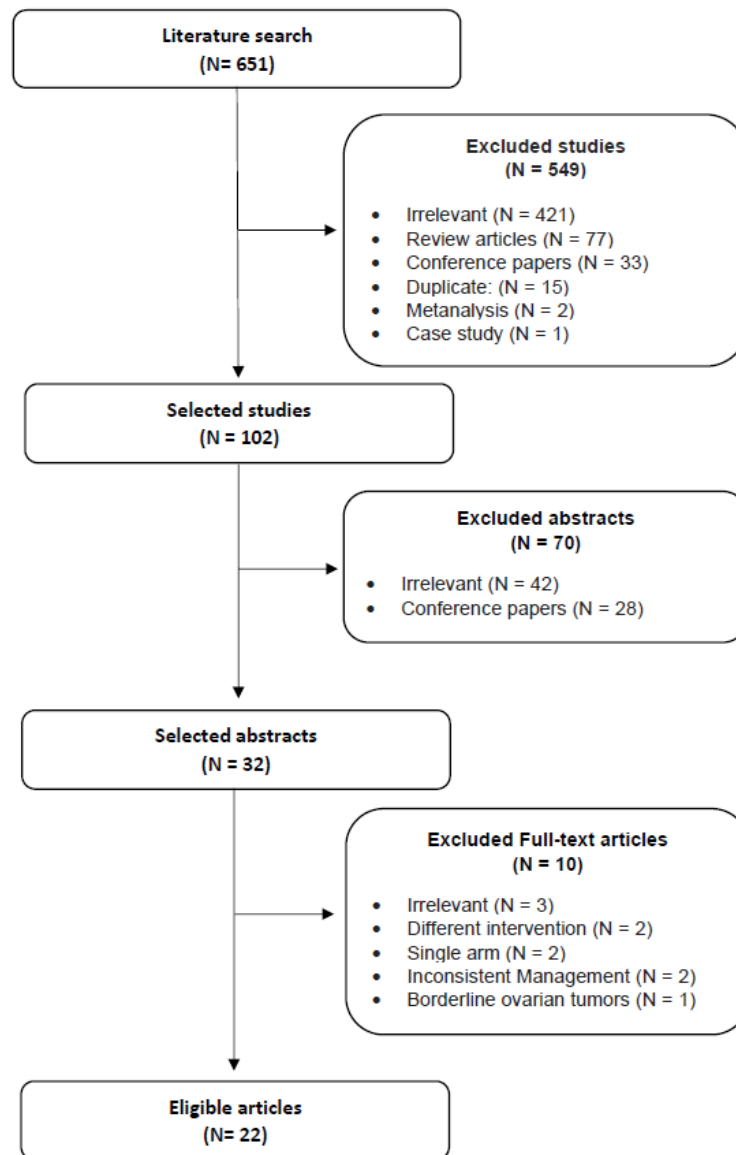 Literature search
(N= 651)
Excluded studies
(N = 549)
• Irrelevant (N = 421)
• Review articles (N = 77)
• Conference papers (N = 33)
• Duplicate: (N = 15)
• Metanalysis (N = 2)
• Case study (N = 1)
Selected studies
(N = 102)
Excluded abstracts
(N = 70)
• Irrelevant (N = 42)
• Conference papers (N = 28)
Selected abstracts
(N = 32)
Excluded Full-text articles
(N = 10)
• Irrelevant (N = 3)
• Different intervention (N = 2)
• Single arm (N = 2)
• Inconsistent Management (N = 2)
• Borderline ovarian tumors (N = 1)
Eligible articles
(N= 22)